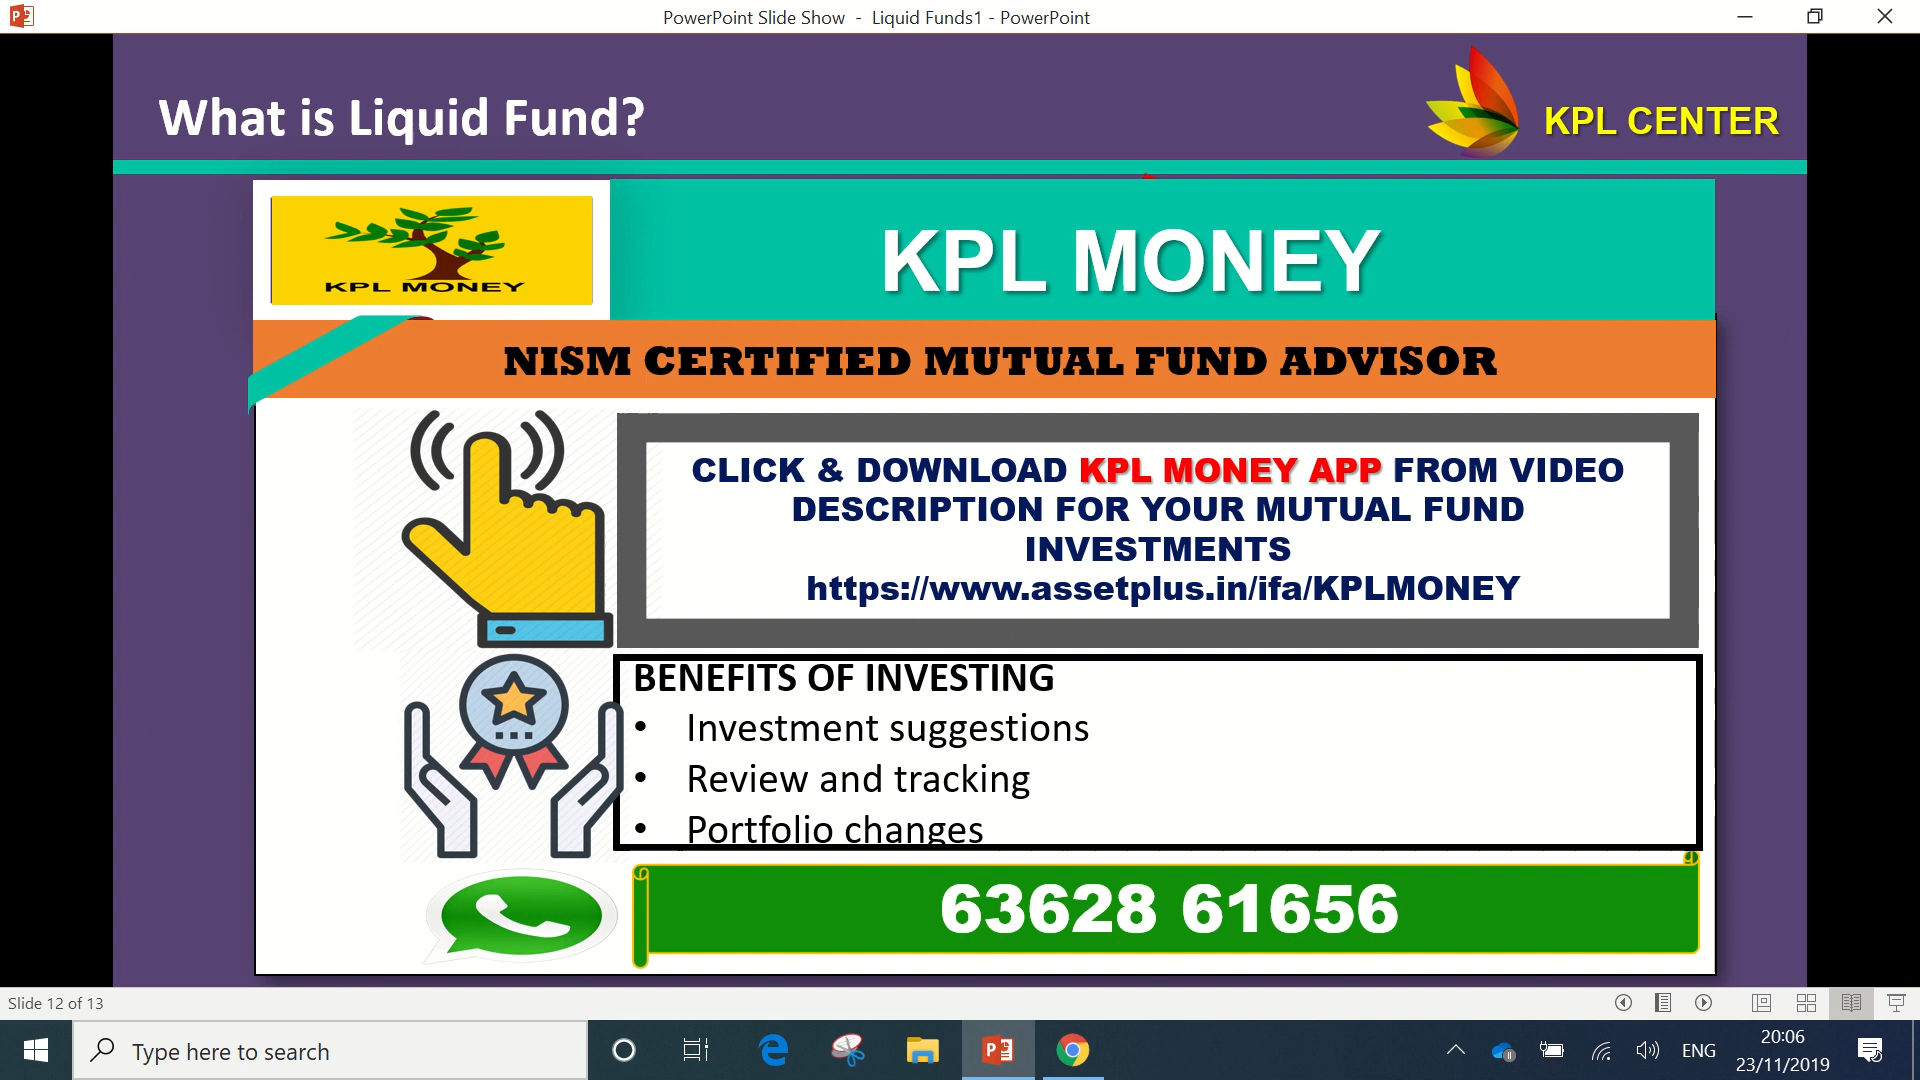 PowerPoint Slide Show - Liquid Funds1 - PowerPoint
What is Liquid Fund?
KPL CENTER
KPL MONEY
KPL MONEY
NISM CERTIFIED MUTUAL FUND ADVISOR
CLICK & DOWNLOAD KPL MONEY APP FROM VIDEO
DESCRIPTION FOR YOUR MUTUAL FUND
INVESTMENTS
https://www.assetplus.in/ifa/KPLMONEY
BENEFITS OF INVESTING
• Investment suggestions
• Review and tracking
• Portfolio changes
63628 61656
Slide 12 of 13
Type here to search
ENG
20:06
23/11/2019